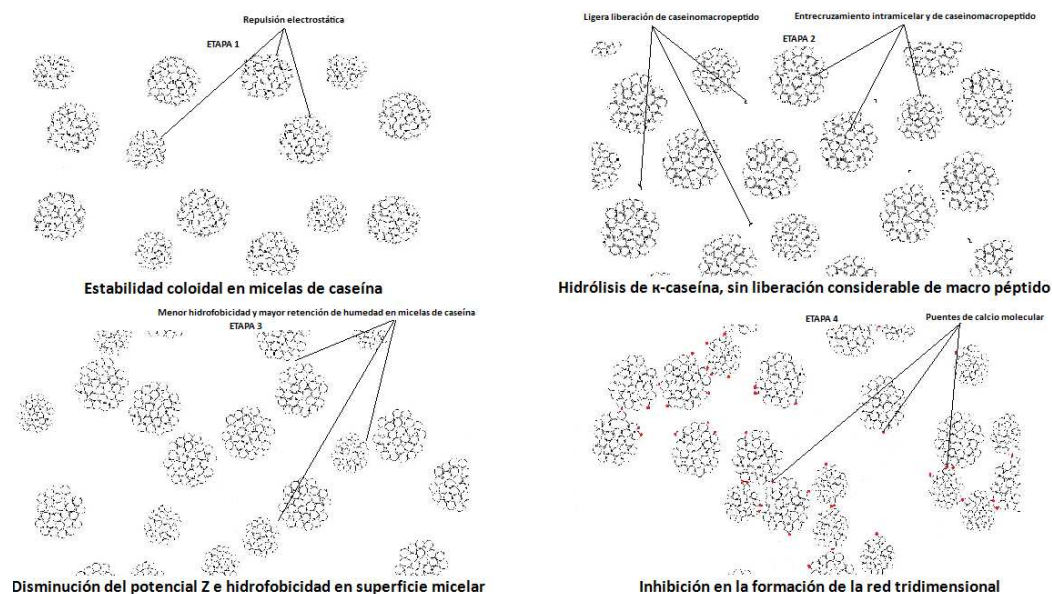 Repulsión electrostática
ETAPA 1
Estabilidad coloidal en micelas de caseína
Ligera liberación de caseinomacropeptido
Entrecruzamiento intramicelar y de caseinomacropeptido
ETAPA 2
Hidrólisis de κ-caseína, sin liberación considerable de macro péptido
Menor hidrofobicidad y mayor retención de humedad en micelas de caseína
ETAPA 3
Disminución del potencial Z e hidrofobicidad en superficie micelar
ETAPA 4
Puentes de calcio molecular
Inhibición en la formación de la red tridimensional